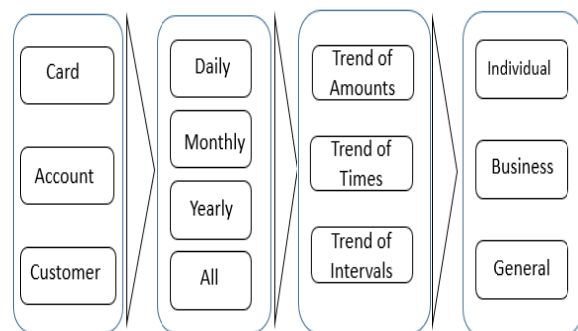 Card
Account
Customer
Daily
Monthly
Yearly
All
Trend of
Amounts
Trend of
Times
Trend of
Intervals
Individual
Business
General